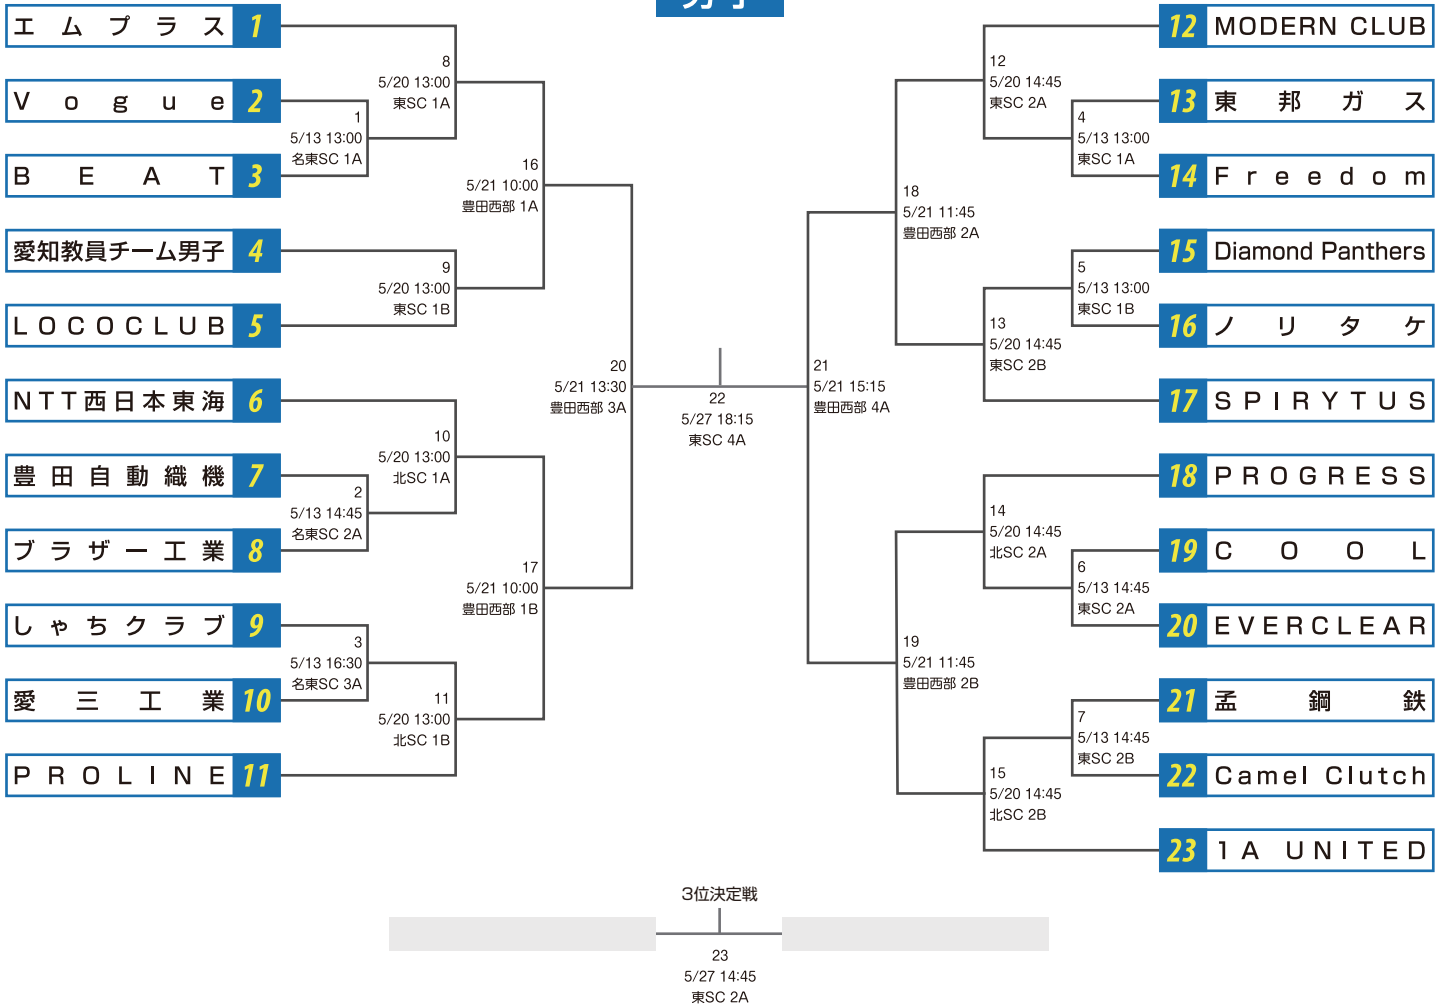 男子
エムプラス 1
Vogue 2
BEAT 3
愛知教員チーム男子 4
LOCOCLUB 5
NTT西日本東海 6
豊田自動織機 7
ブラザー工業 8
しゃちクラブ 9
愛三工業 10
PROLINE 11
1
5/13 13:00
名東SC 1A
2
5/13 14:45
名東SC 2A
3
5/13 16:30
名東SC 3A
8
5/20 13:00
東SC 1A
9
5/20 13:00
東SC 1B
10
5/20 13:00
北SC 1A
11
5/20 13:00
北SC 1B
16
5/21 10:00
豊田西部 1A
17
5/21 10:00
豊田西部 1B
20
5/21 13:30
豊田西部 3A
22
5/27 18:15
東SC 4A
21
5/21 15:15
豊田西部 4A
18
5/21 11:45
豊田西部 2A
19
5/21 11:45
豊田西部 2B
12
5/20 14:45
東SC 2A
13
5/20 14:45
東SC 2B
14
5/20 14:45
北SC 2A
15
5/20 14:45
北SC 2B
4
5/13 13:00
東SC 1A
5
5/13 13:00
東SC 1B
6
5/13 14:45
東SC 2A
7
5/13 14:45
東SC 2B
12 MODERN CLUB
13 東邦ガス
14 Freedom
15 Diamond Panthers
16 ノリタケ
17 SPIRYTUS
18 PROGRESS
19 COOL
20 EVERCLEAR
21 孟鋼鉄
22 Camel Clutch
23 1A UNITED
3位決定戦
23
5/27 14:45
東SC 2A